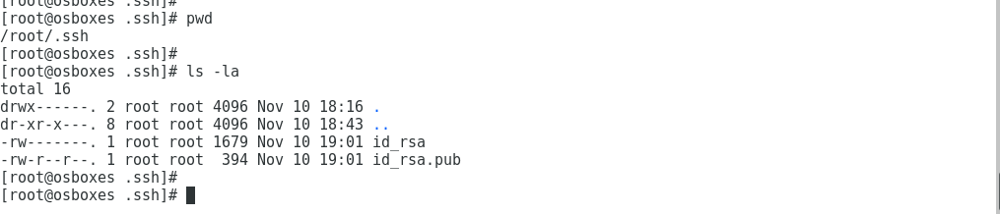 [root@osboxes .ssh]#
[root@osboxes .ssh]# pwd
/root/.ssh
[root@osboxes .ssh]#
[root@osboxes .ssh]# ls -la
total 16
drwx------. 2 root root 4096 Nov 10 18:16 .
dr-xr-x---. 8 root root 4096 Nov 10 18:43 ..
-rw-------. 1 root root 1679 Nov 10 19:01 id_rsa
-rw-r--r--. 1 root root  394 Nov 10 19:01 id_rsa.pub
[root@osboxes .ssh]#
[root@osboxes .ssh]#